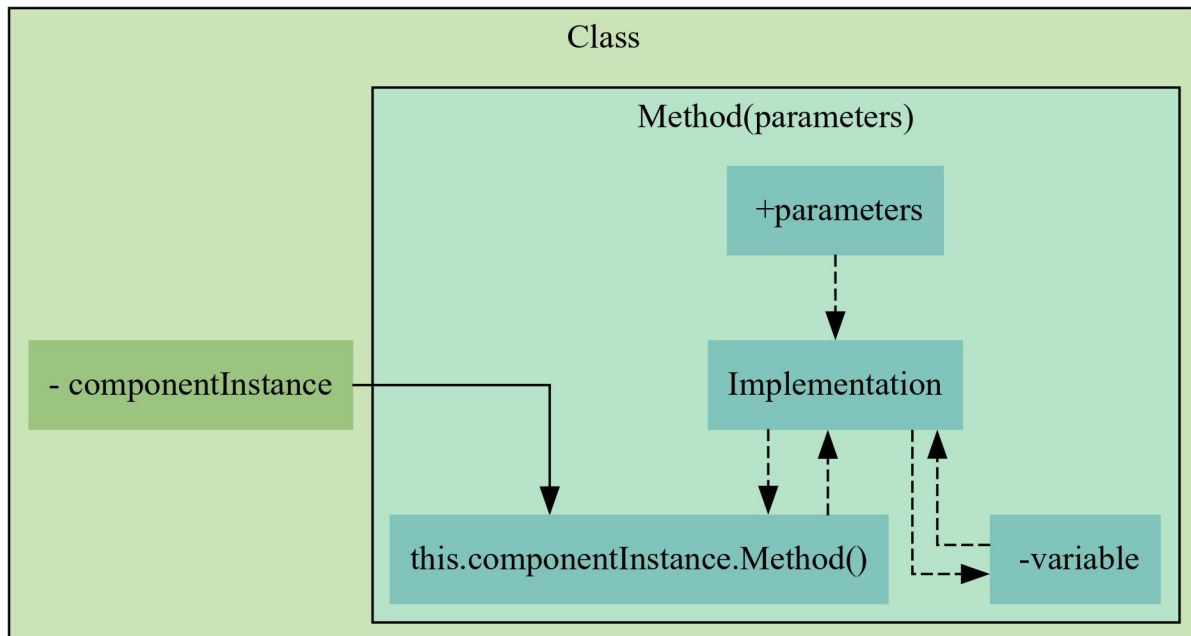 Class
Method(parameters)
+parameters
- componentInstance
Implementation
this.componentInstance.Method()
-variable